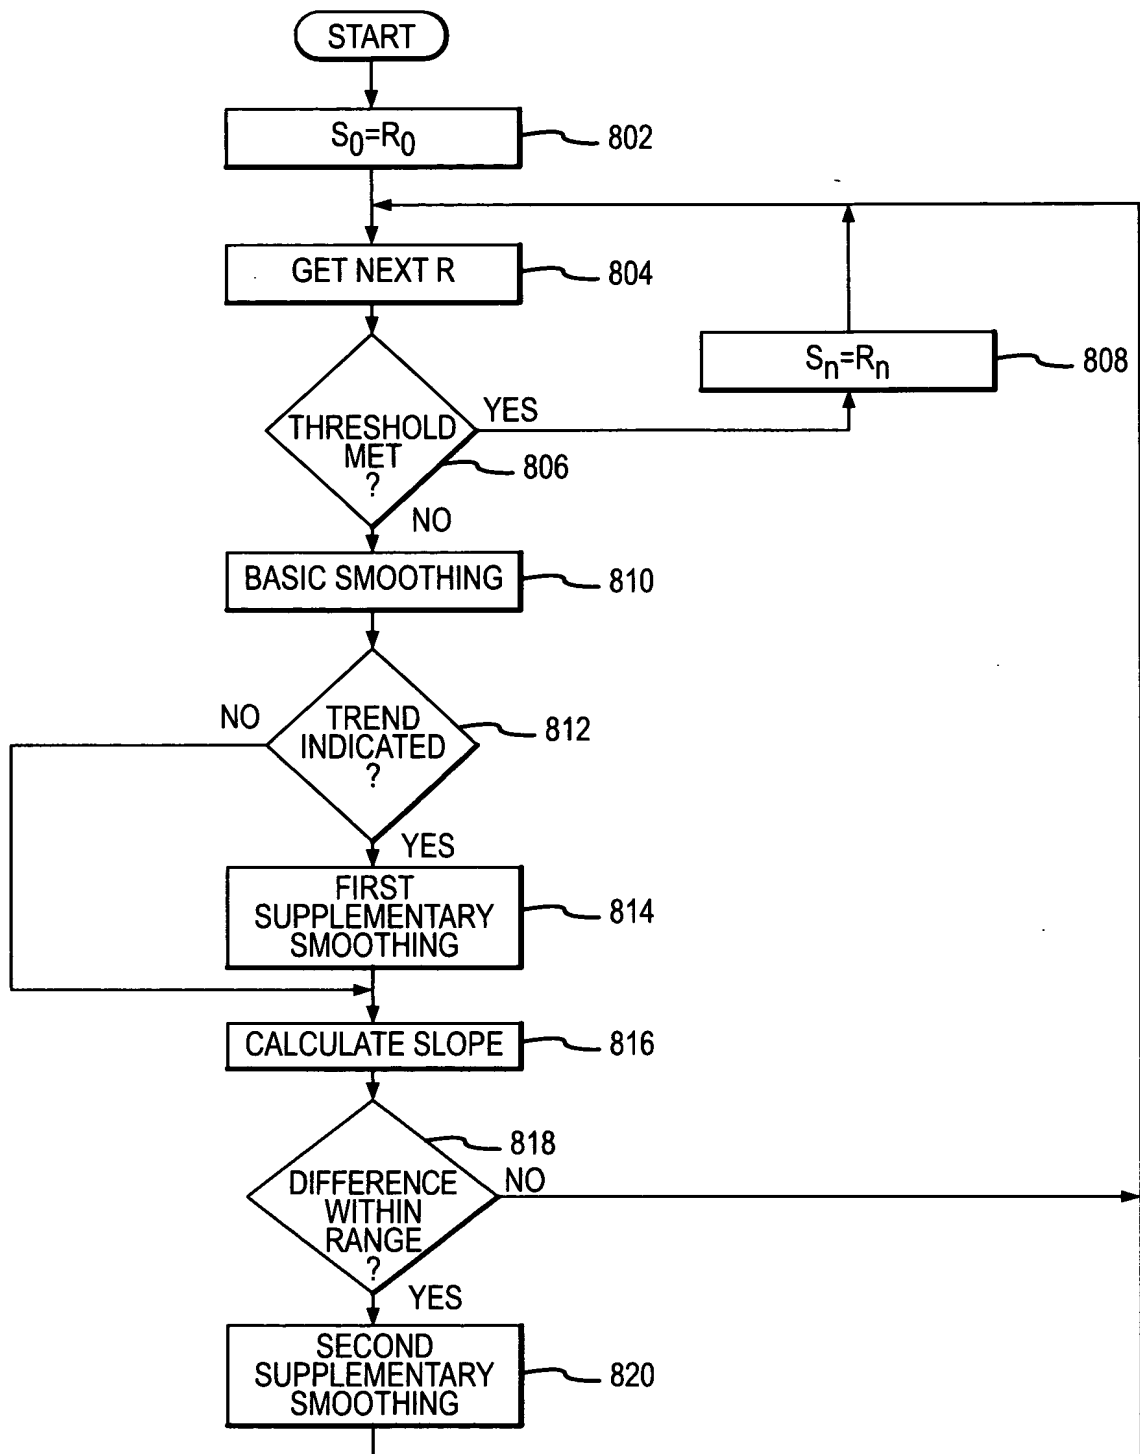 START
S0=R0
802
GET NEXT R
804
Sn=Rn
808
YES
THRESHOLD
MET
?
806
NO
BASIC SMOOTHING
810
NO
TREND
INDICATED
?
812
YES
FIRST
SUPPLEMENTARY
SMOOTHING
814
CALCULATE SLOPE
816
818
DIFFERENCE
WITHIN
RANGE
?
NO
YES
SECOND
SUPPLEMENTARY
SMOOTHING
820